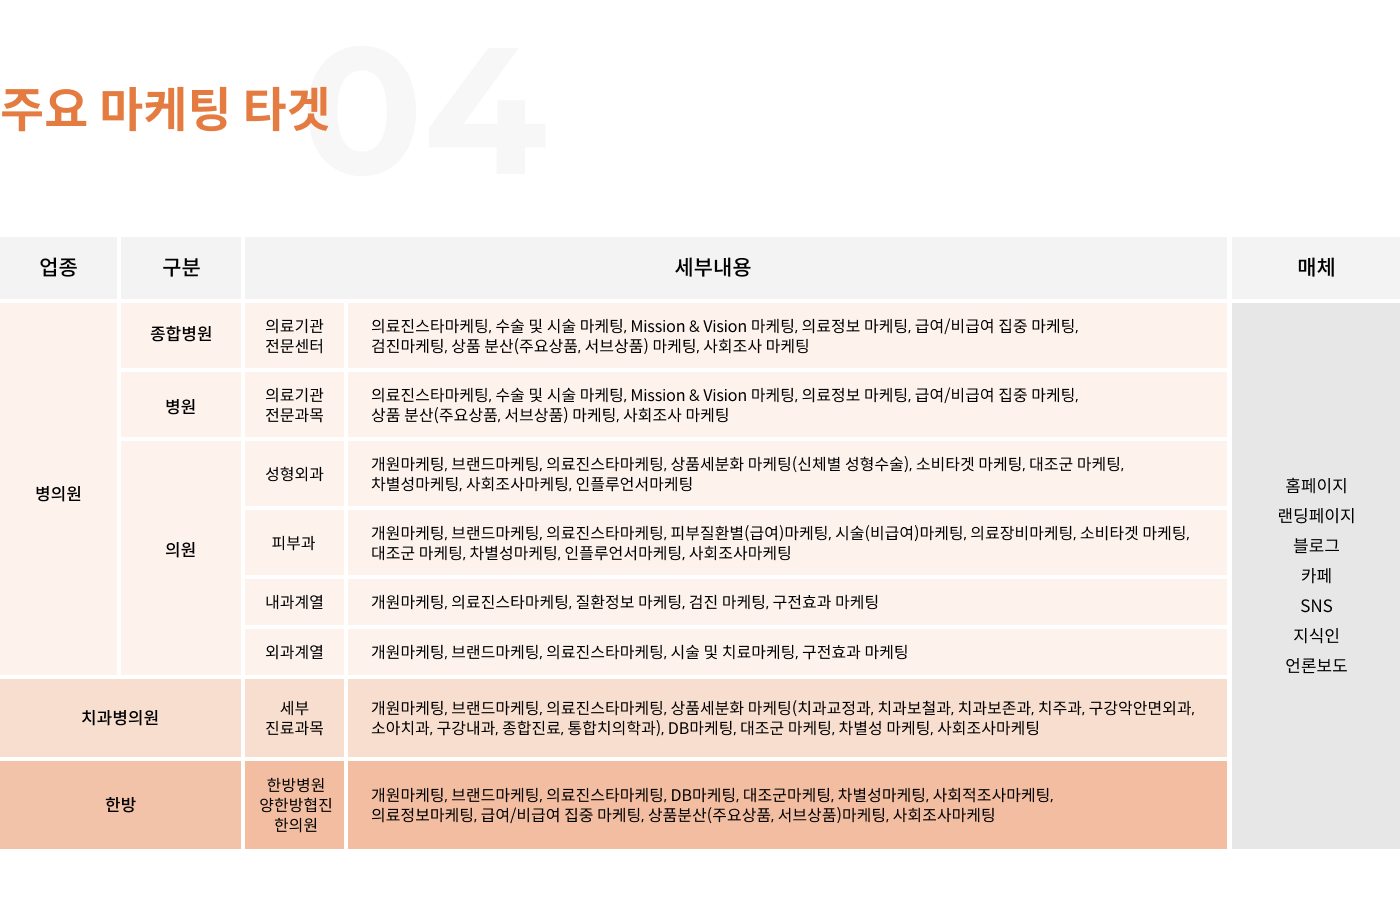 04
주요 마케팅 타겟
업종
구분
세부내용
매체
병의원
종합병원
의료기관
전문센터
의료진스타마케팅, 수술 및 시술 마케팅, Mission & Vision 마케팅, 의료정보 마케팅, 급여/비급여 집중 마케팅,
검진마케팅, 상품 분산(주요상품, 서브상품) 마케팅, 사회조사 마케팅
병원
의료기관
전문과목
의료진스타마케팅, 수술 및 시술 마케팅, Mission & Vision 마케팅, 의료정보 마케팅, 급여/비급여 집중 마케팅,
상품 분산(주요상품, 서브상품) 마케팅, 사회조사 마케팅
의원
성형외과
개원마케팅, 브랜드마케팅, 의료진스타마케팅, 상품세분화 마케팅(신체별 성형수술), 소비타겟 마케팅, 대조군 마케팅,
차별성마케팅, 사회조사마케팅, 인플루언서마케팅
피부과
개원마케팅, 브랜드마케팅, 의료진스타마케팅, 피부질환별(급여)마케팅, 시술(비급여)마케팅, 의료장비마케팅, 소비타겟 마케팅,
대조군 마케팅, 차별성마케팅, 인플루언서마케팅, 사회조사마케팅
내과계열
개원마케팅, 의료진스타마케팅, 질환정보 마케팅, 검진 마케팅, 구전효과 마케팅
외과계열
개원마케팅, 브랜드마케팅, 의료진스타마케팅, 시술 및 치료마케팅, 구전효과 마케팅
치과병의원
세부
진료과목
개원마케팅, 브랜드마케팅, 의료진스타마케팅, 상품세분화 마케팅(치과교정과, 치과보철과, 치과보존과, 치주과, 구강악안면외과,
소아치과, 구강내과, 종합진료, 통합치의학과), DB마케팅, 대조군 마케팅, 차별성 마케팅, 사회조사마케팅
한방
한방병원
양한방협진
한의원
개원마케팅, 브랜드마케팅, 의료진스타마케팅, DB마케팅, 대조군마케팅, 차별성마케팅, 사회적조사마케팅,
의료정보마케팅, 급여/비급여 집중 마케팅, 상품분산(주요상품, 서브상품)마케팅, 사회조사마케팅
홈페이지
랜딩페이지
블로그
카페
SNS
지식인
언론보도